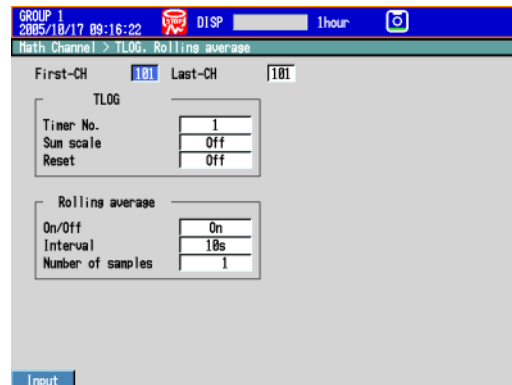 GROUP 1
2005/10/17 09:16:22
STOP
DISP
1hour
Math Channel > TLOG, Rolling average
First-CH 101 Last-CH 101
TLOG
Timer No. 1
Sum scale Off
Reset Off
Rolling average
On/Off On
Interval 10s
Number of samples 1
Input